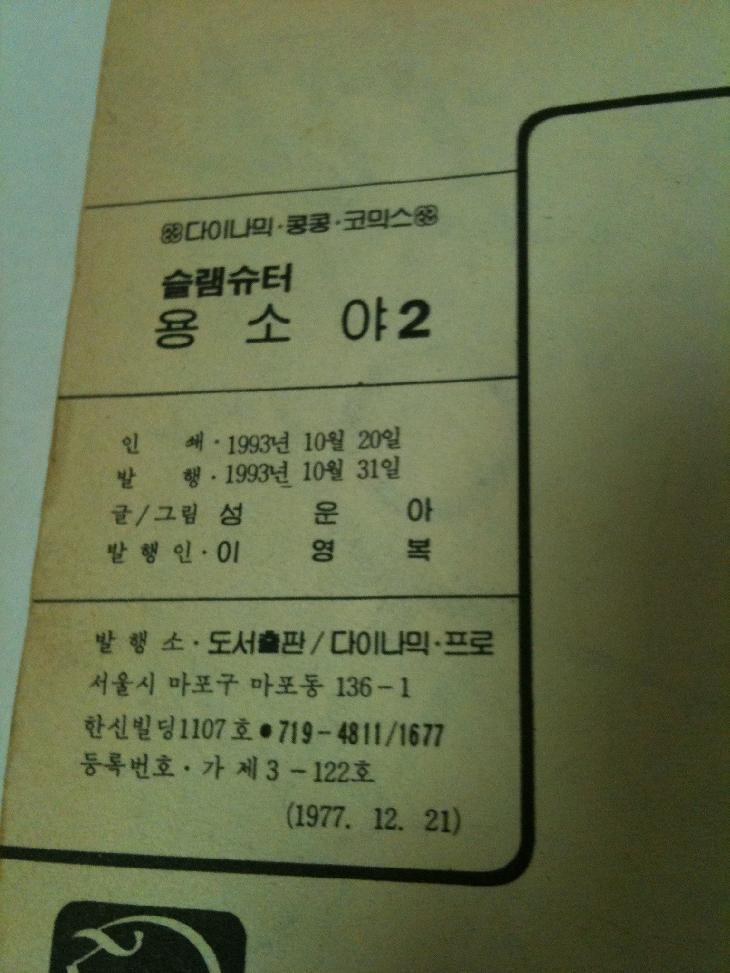 다이나믹·콩콩·코믹스
슬램슈터
용 소 야 2
인 쇄·1993년 10월 20일
발 행·1993년 10월 31일
글/그림 성 운 아
발 행 인·이 영 복
발 행 소·도서출판/다이나믹·프로
서울시 마포구 마포동 136-1
한신빌딩1107호●719-4811/1677
등록번호·가 제3-122호
(1977. 12. 21)